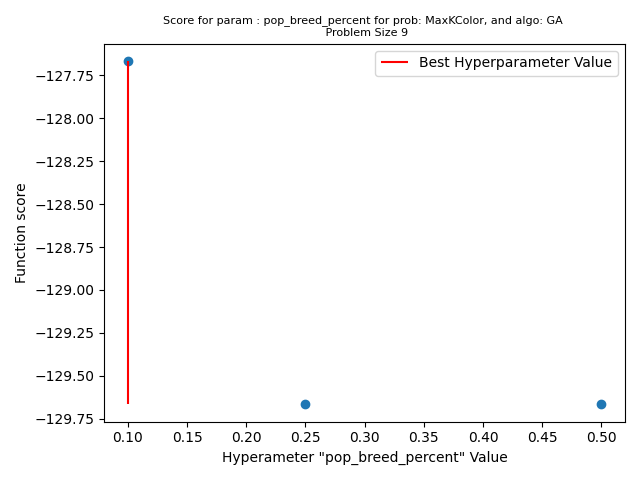 Score for param : pop_breed_percent for prob: MaxKColor, and algo: GA
Problem Size 9
Best Hyperparameter Value
Function score
−127.75
−128.00
−128.25
−128.50
−128.75
−129.00
−129.25
−129.50
−129.75
0.10 0.15 0.20 0.25 0.30 0.35 0.40 0.45 0.50
Hyperameter "pop_breed_percent" Value